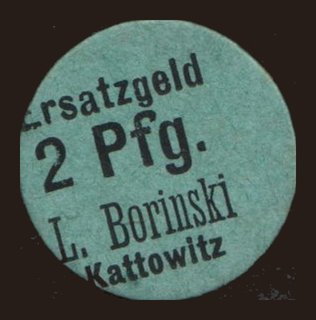 Ersatzgeld
2 Pfg.
L. Borinski
Kattowitz